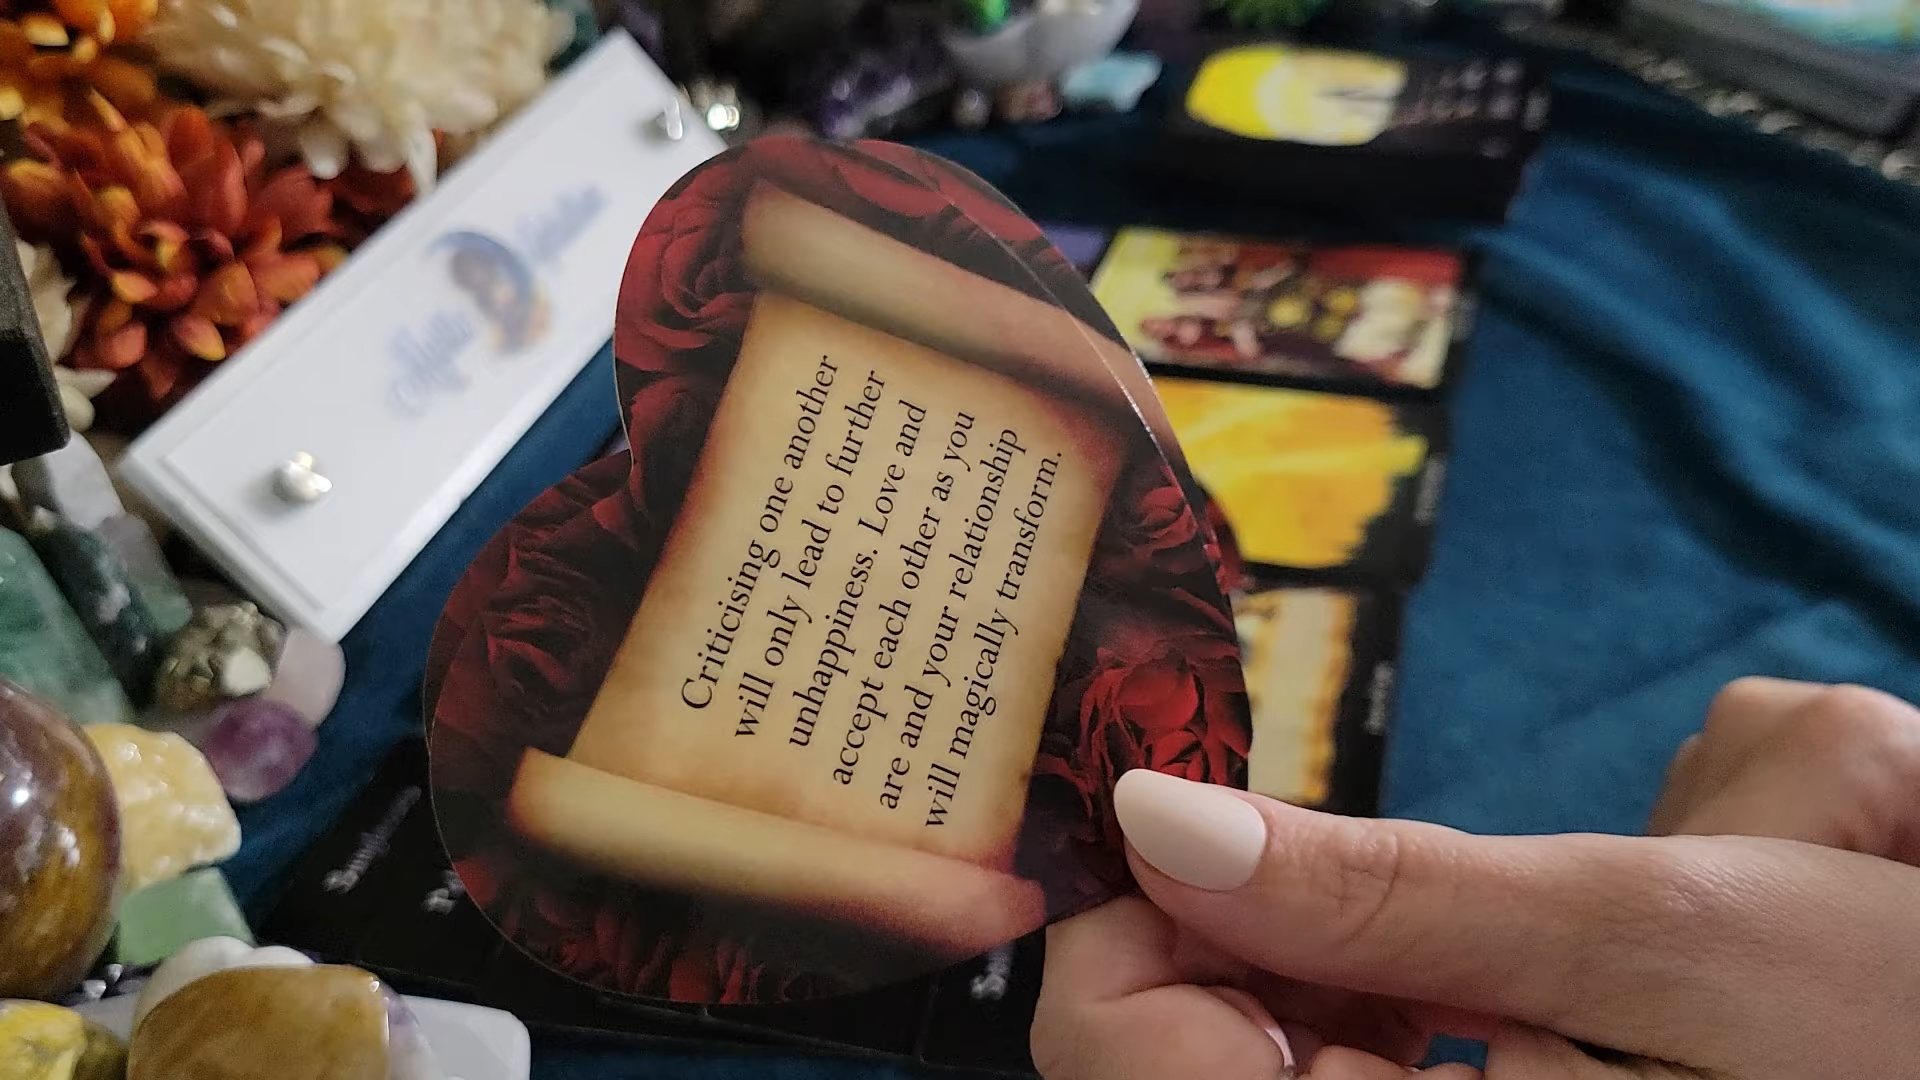 Criticising one another
will only lead to further
unhappiness. Love and
accept each other as you
are and your relationship
will magically transform.